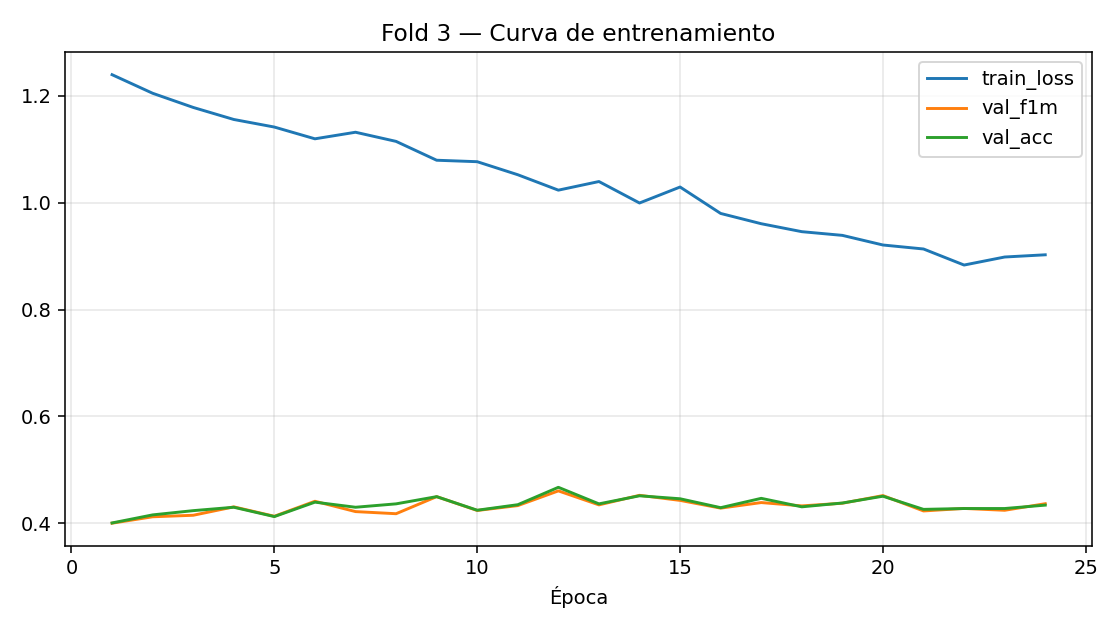 Fold 3 — Curva de entrenamiento
train_loss
val_f1m
val_acc
1.2
1.0
0.8
0.6
0.4
0 5 10 15 20 25
Época